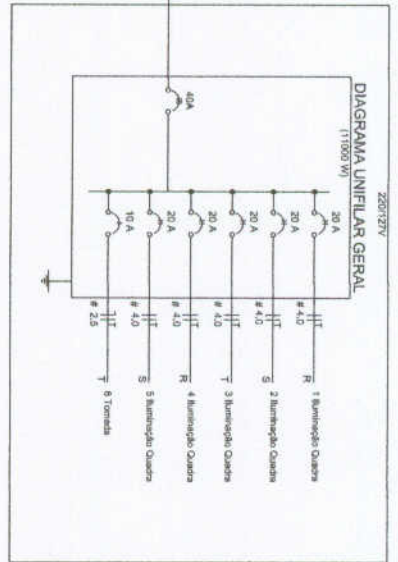 220/127V
DIAGRAMA UNIFILAR GERAL
(11000 W)
40A
20 A
# 4,0
R
1 Iluminação Quadra
20 A
# 4,0
S
2 Iluminação Quadra
20 A
# 4,0
T
3 Iluminação Quadra
20 A
# 4,0
R
4 Iluminação Quadra
20 A
# 4,0
S
5 Iluminação Quadra
10 A
# 2,5
T
6 Tomada